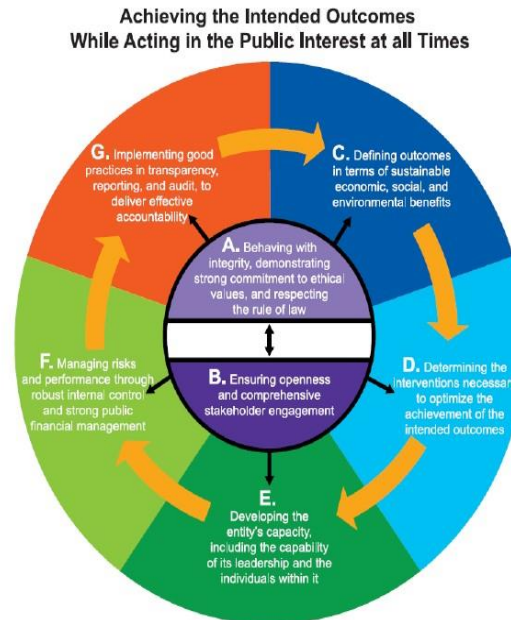 Achieving the Intended Outcomes
While Acting in the Public Interest at all Times
G. Implementing good
practices in transparency,
reporting, and audit, to
deliver effective
accountability
C. Defining outcomes
in terms of sustainable
economic, social, and
environmental benefits
A. Behaving with
integrity, demonstrating
strong commitment to ethical
values, and respecting
the rule of law
B. Ensuring openness
and comprehensive
stakeholder engagement
F. Managing risks
and performance through
robust internal control
and strong public
financial management
D. Determining the
interventions necessary
to optimize the
achievement of the
intended outcomes
E.
Developing the
entity's capacity,
including the capability
of its leadership and the
individuals within it